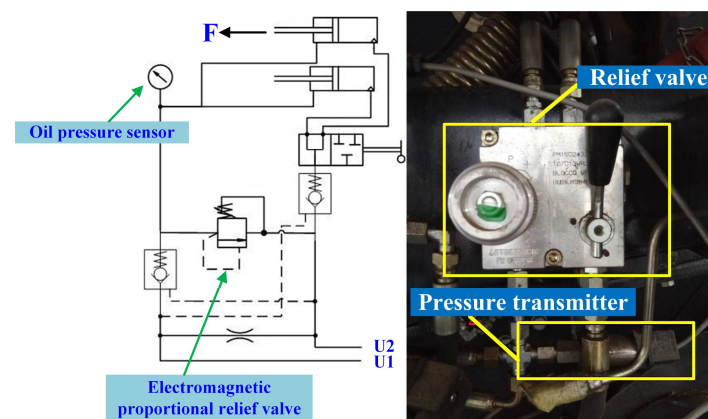 F
Oil pressure sensor
U2
U1
Electromagnetic
proportional relief valve
Relief valve
P
Pressure transmitter